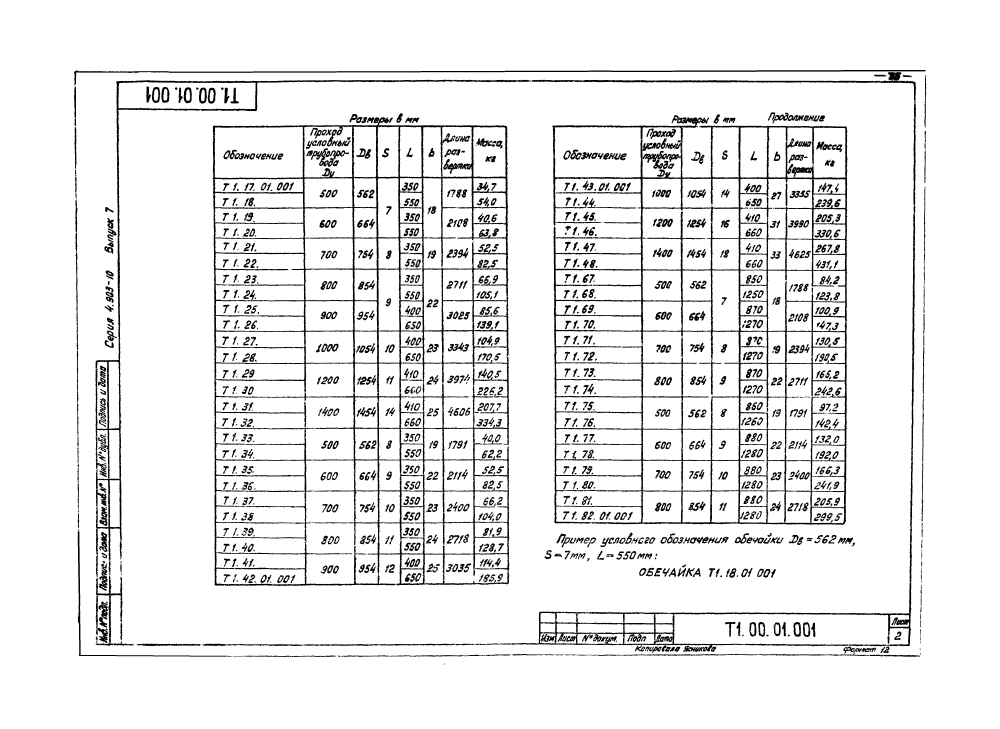 Т1.00.01.001
Серия 4.903-10 Выпуск 7
Размеры в мм
Обозначение | Проход условный трубопровода Dу | Dв | S | L | b | Длина развертки | Масса, кг
Т1.17.01.001 | 500 | 562 | 7 | 350 | 18 | 1788 | 34,7
Т1.18. | 550 | 54,0
Т1.19. | 600 | 664 | 350 | 2108 | 40,6
Т1.20. | 550 | 63,8
Т1.21. | 700 | 754 | 8 | 350 | 19 | 2394 | 52,5
Т1.22. | 550 | 82,5
Т1.23. | 800 | 854 | 9 | 350 | 22 | 2711 | 66,9
Т1.24. | 550 | 105,1
Т1.25. | 900 | 954 | 400 | 3025 | 85,6
Т1.26. | 650 | 139,1
Т1.27. | 1000 | 1054 | 10 | 400 | 23 | 3343 | 104,9
Т1.28. | 650 | 170,5
Т1.29 | 1200 | 1254 | 11 | 410 | 24 | 3974 | 140,5
Т1.30 | 660 | 226,2
Т1.31. | 1400 | 1454 | 14 | 410 | 25 | 4606 | 207,7
Т1.32. | 660 | 334,3
Т1.33. | 500 | 562 | 8 | 350 | 19 | 1791 | 40,0
Т1.34. | 550 | 62,2
Т1.35. | 600 | 664 | 9 | 350 | 22 | 2114 | 52,5
Т1.36. | 550 | 82,5
Т1.37. | 700 | 754 | 10 | 350 | 23 | 2400 | 66,2
Т1.38 | 550 | 104,0
Т1.39. | 800 | 854 | 11 | 350 | 24 | 2718 | 81,9
Т1.40. | 550 | 128,7
Т1.41. | 900 | 954 | 12 | 400 | 25 | 3035 | 114,4
Т1.42.01.001 | 650 | 185,9
Размеры в мм Продолжение
Обозначение | Проход условный трубопровода Dу | Dв | S | L | b | Длина развертки | Масса, кг
Т1.43.01.001 | 1000 | 1054 | 14 | 400 | 27 | 3355 | 147,4
Т1.44. | 650 | 239,6
Т1.45. | 1200 | 1254 | 16 | 410 | 31 | 3990 | 205,3
Т1.46. | 660 | 330,6
Т1.47. | 1400 | 1454 | 18 | 410 | 33 | 4625 | 267,8
Т1.48. | 660 | 431,1
Т1.67. | 500 | 562 | 7 | 850 | 18 | 1788 | 84,2
Т1.68. | 1250 | 123,8
Т1.69. | 600 | 664 | 870 | 2108 | 100,9
Т1.70. | 1270 | 147,3
Т1.71. | 700 | 754 | 8 | 870 | 19 | 2394 | 130,5
Т1.72. | 1270 | 190,5
Т1.73. | 800 | 854 | 9 | 870 | 22 | 2711 | 165,2
Т1.74. | 1270 | 242,6
Т1.75. | 500 | 562 | 8 | 860 | 19 | 1791 | 97,2
Т1.76. | 1260 | 142,4
Т1.77. | 600 | 664 | 9 | 880 | 22 | 2114 | 132,0
Т1.78. | 1280 | 192,0
Т1.79. | 700 | 754 | 10 | 880 | 23 | 2400 | 166,3
Т1.80. | 1280 | 241,9
Т1.81. | 800 | 854 | 11 | 880 | 24 | 2718 | 205,9
Т1.82.01.001 | 1280 | 299,5
Пример условного обозначения обечайки Dв = 562 мм,
S = 7 мм, L = 550 мм:
ОБЕЧАЙКА Т1.18.01 001
Инв.№подл. Подпись и дата Взам.инв.№ Инв.№дубл. Подпись и дата
Изм Лист № докум. Подп Дата
Т1.00.01.001
Лист
2
Копировала
Формат 12